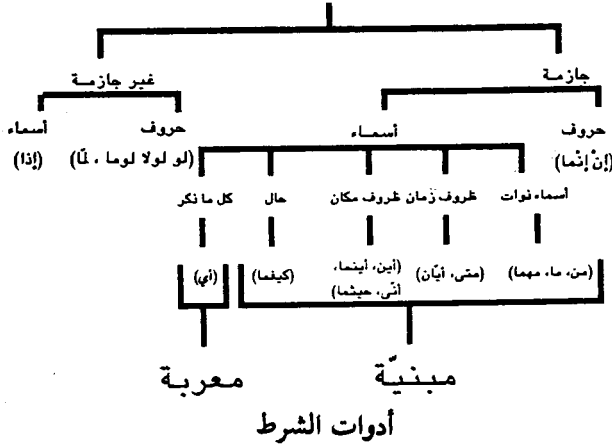 جازمة
غير جازمة
حروف
أسماء
حروف
أسماء
(إنْ إنْما)
(لو لولا لوما ، لمّا)
(إذا)
أسماء ذوات
ظروف زمان
ظروف مكان
حال
كل ما ذكر
(من، ما، مهما)
(متى، أيّان)
(أين، أينما،
أنّى، حيثما)
(كيفما)
(أي)
مبنيّة
معربة
أدوات الشرط